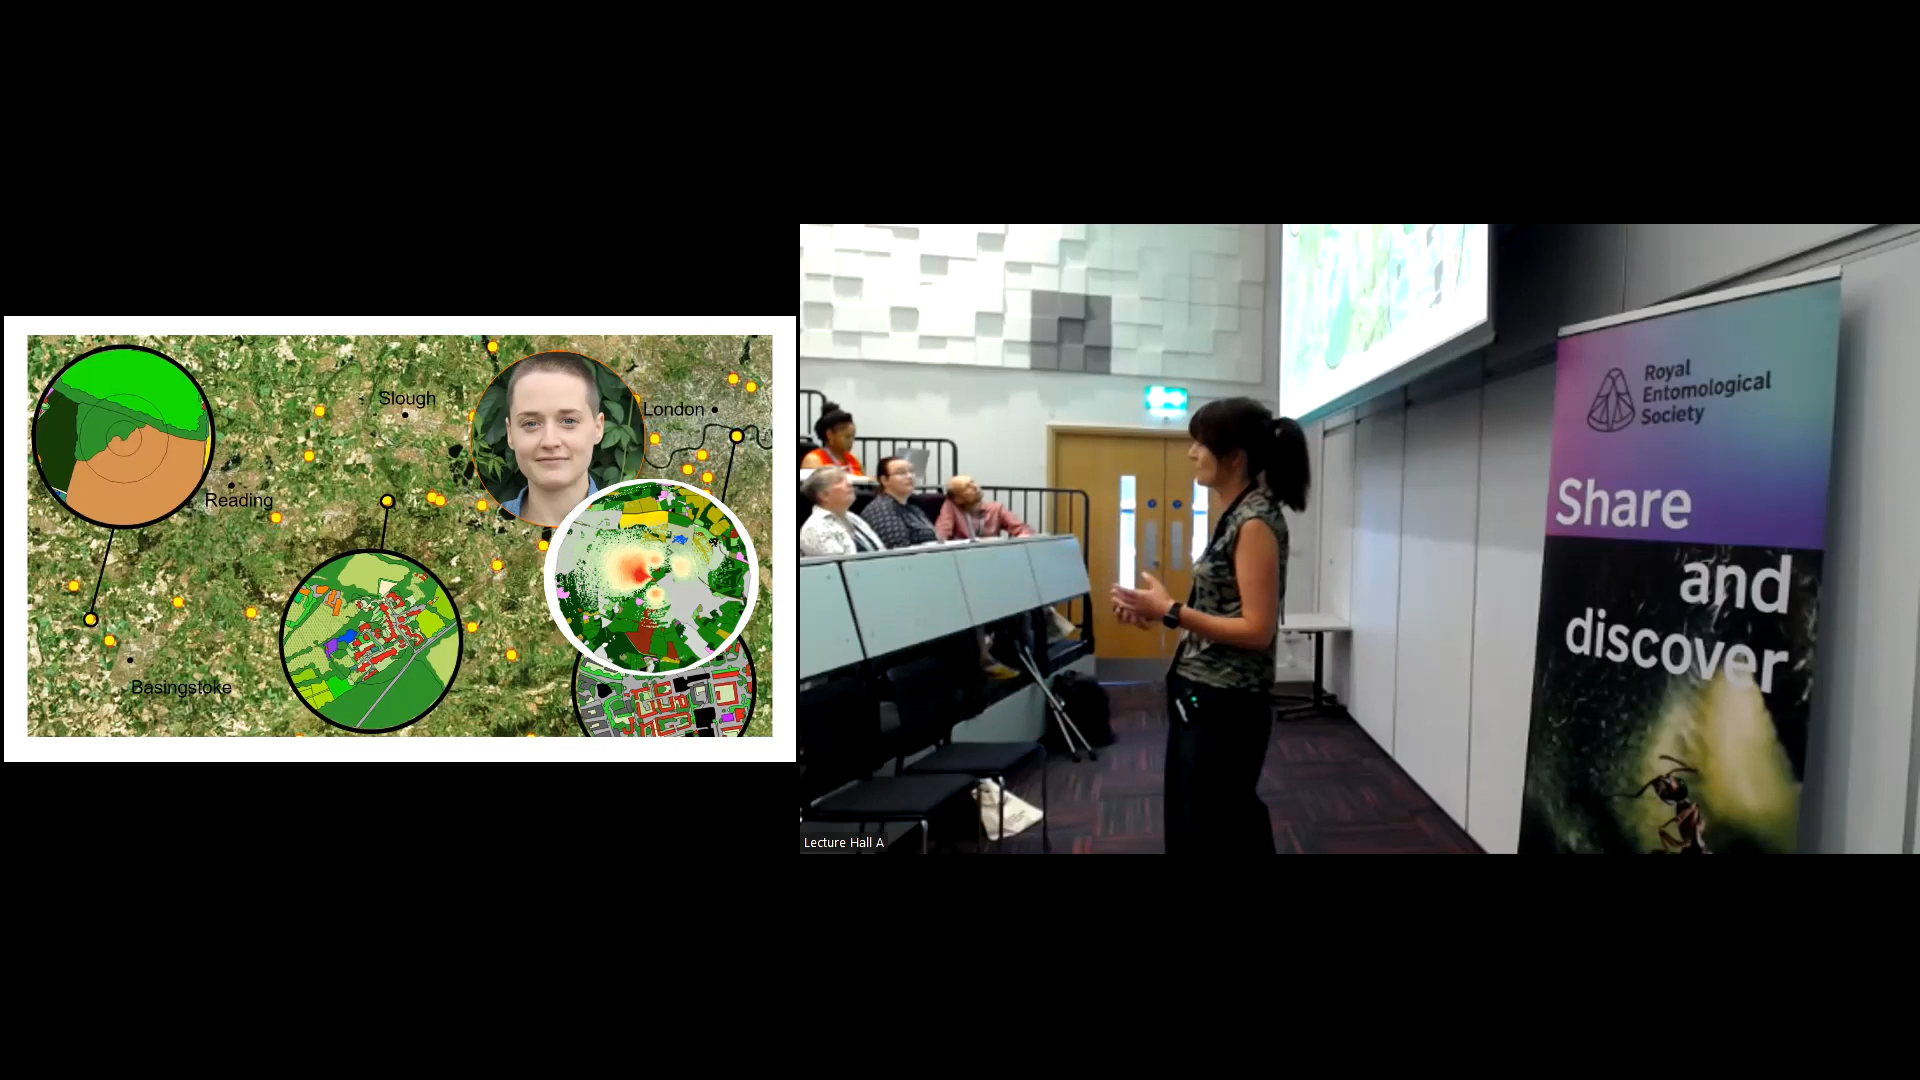 Slough
London
Reading
Basingstoke
Royal
Entomological
Society
Share
and
discover
Lecture Hall A